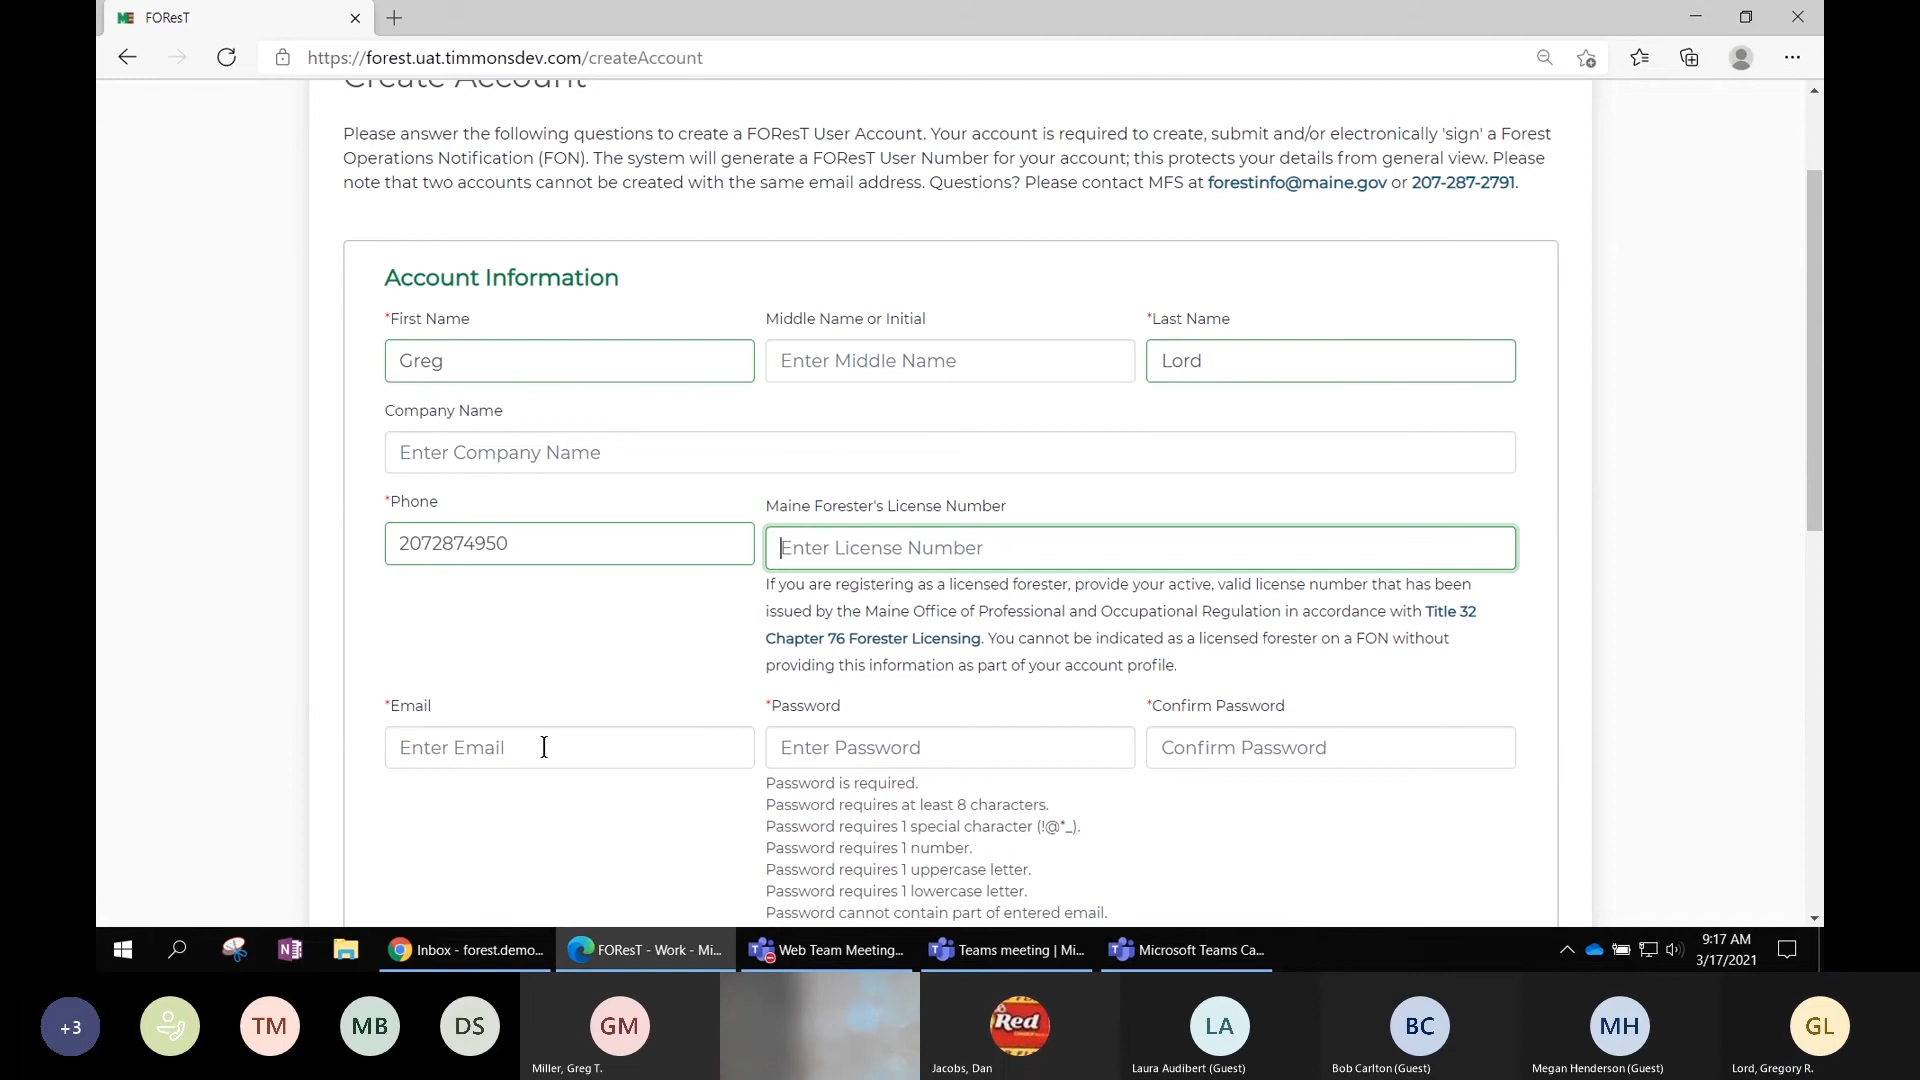 FOResT
https://forest.uat.timmonsdev.com/createAccount
Create Account
Please answer the following questions to create a FOResT User Account. Your account is required to create, submit and/or electronically 'sign' a Forest
Operations Notification (FON). The system will generate a FOResT User Number for your account; this protects your details from general view. Please
note that two accounts cannot be created with the same email address. Questions? Please contact MFS at forestinfo@maine.gov or 207-287-2791.
Account Information
*First Name
Middle Name or Initial
*Last Name
Greg
Enter Middle Name
Lord
Company Name
Enter Company Name
*Phone
Maine Forester's License Number
2072874950
Enter License Number
If you are registering as a licensed forester, provide your active, valid license number that has been
issued by the Maine Office of Professional and Occupational Regulation in accordance with Title 32
Chapter 76 Forester Licensing. You cannot be indicated as a licensed forester on a FON without
providing this information as part of your account profile.
*Email
*Password
*Confirm Password
Enter Email
Enter Password
Confirm Password
Password is required.
Password requires at least 8 characters.
Password requires 1 special character (!@*_).
Password requires 1 number.
Password requires 1 uppercase letter.
Password requires 1 lowercase letter.
Password cannot contain part of entered email.
Inbox - forest.demo...
FOResT - Work - Mi...
Web Team Meeting...
Teams meeting | Mi...
Microsoft Teams Ca...
9:17 AM
3/17/2021
+3
TM
MB
DS
GM
Red
LA
BC
MH
GL
Miller, Greg T.
Jacobs, Dan
Laura Audibert (Guest)
Bob Carlton (Guest)
Megan Henderson (Guest)
Lord, Gregory R.